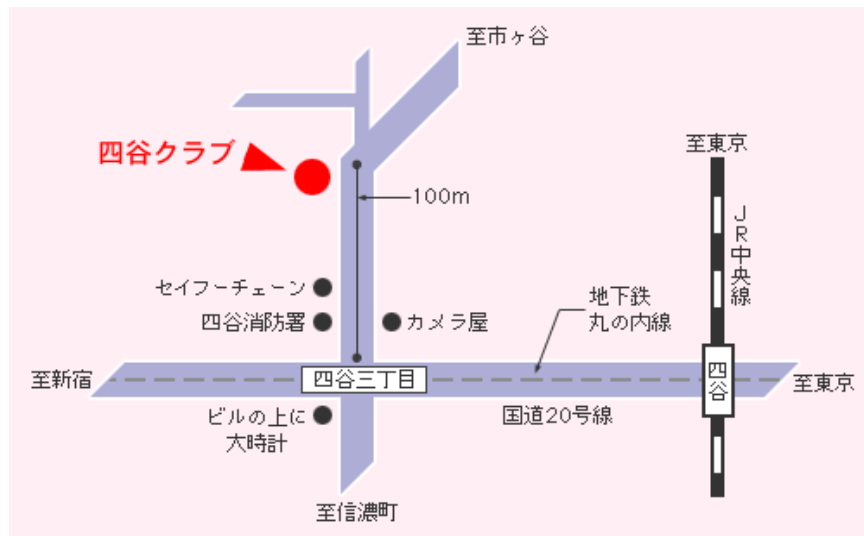 至市ヶ谷
四谷クラブ
至東京
100m
JR中央線
セイフーチェーン
四谷消防署
カメラ屋
地下鉄
丸の内線
至新宿
四谷三丁目
四谷
至東京
ビルの上に
大時計
国道20号線
至信濃町